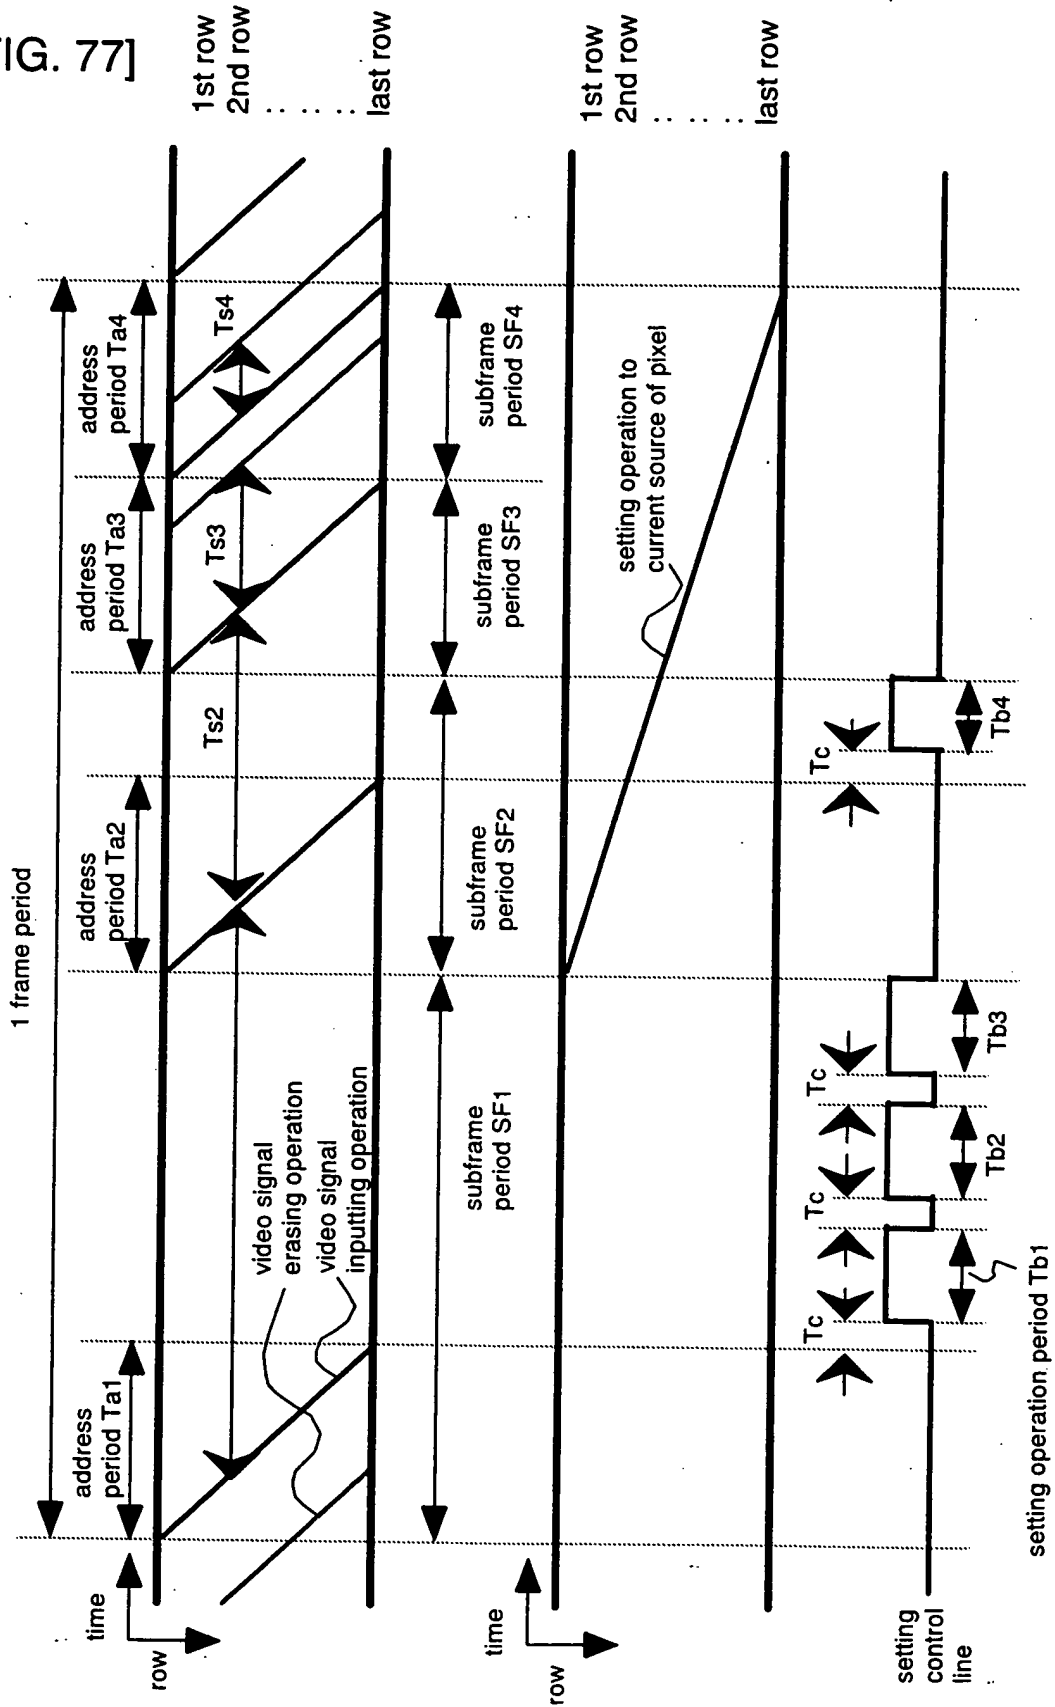 FIG. 77]
1 frame period
address
period Ta1
address
period Ta2
address
period Ta3
address
period Ta4
time
row
1st row
2nd row
last row
Ts2
Ts3
Ts4
video signal
erasing operation
video signal
inputting operation
subframe
period SF1
subframe
period SF2
subframe
period SF3
subframe
period SF4
time
row
1st row
2nd row
last row
setting operation to
current source of pixel
setting
control
line
Tc
Tc
Tc
Tc
setting operation period Tb1
Tb2
Tb3
Tb4